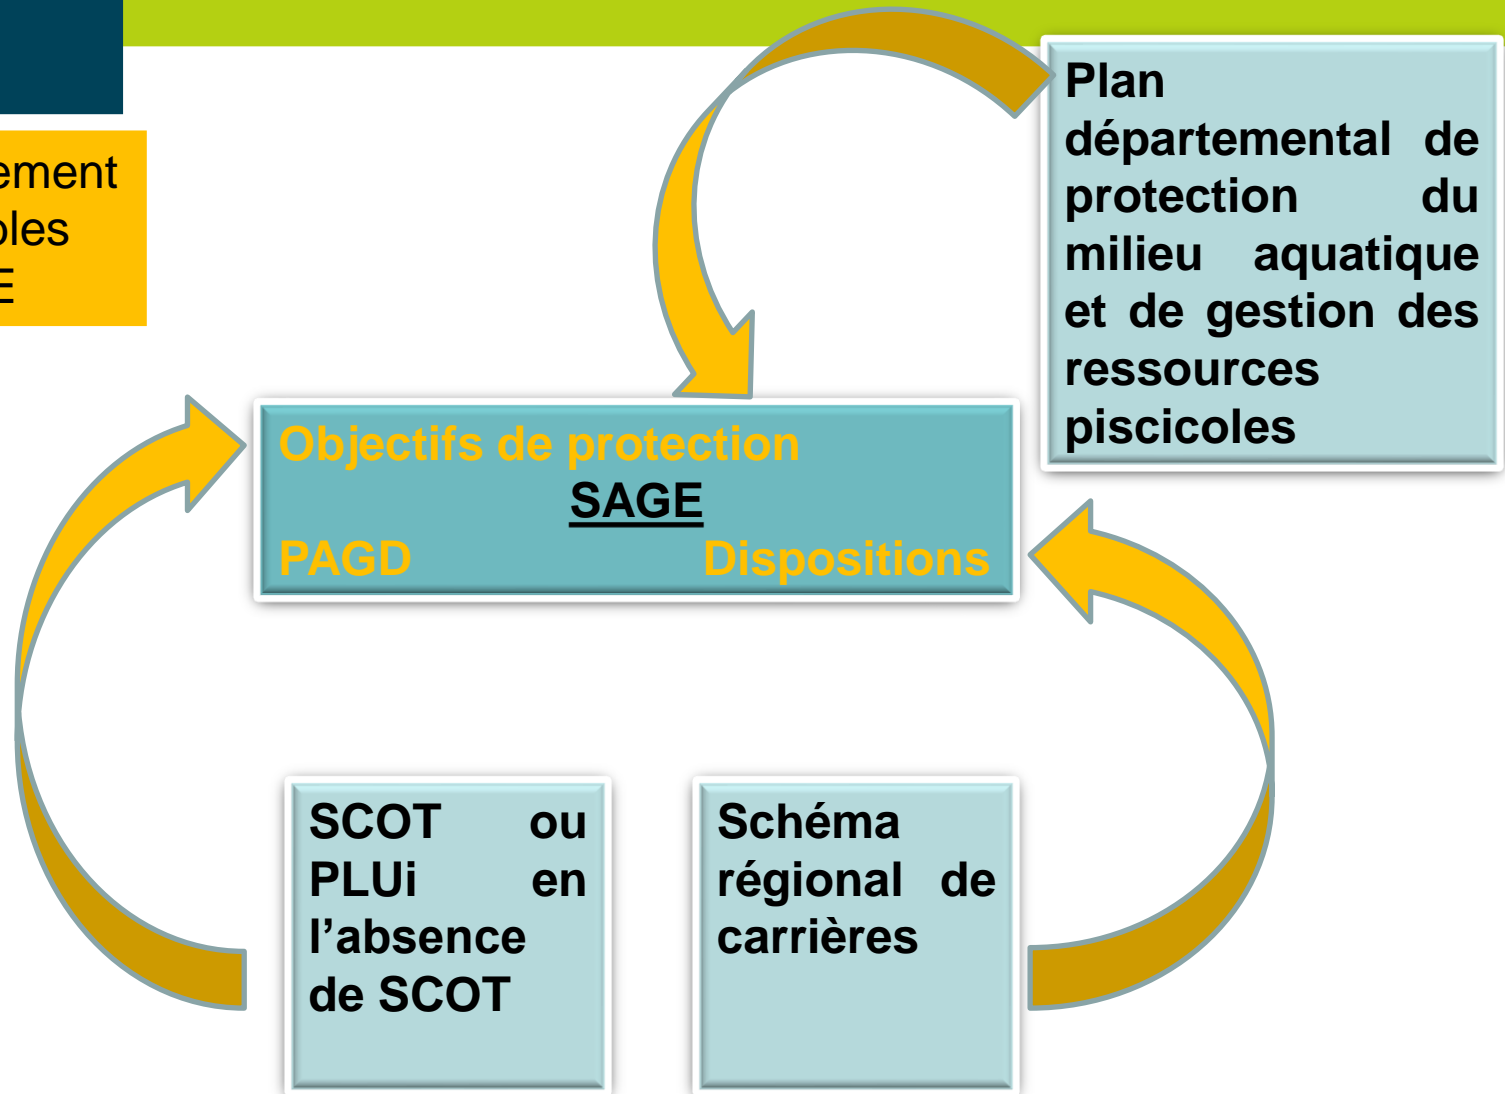 Plan
départemental de
protection du
milieu aquatique
et de gestion des
ressources
piscicoles
Objectifs de protection
SAGE
PAGD Dispositions
SCOT ou
PLUi en
l’absence
de SCOT
Schéma
régional de
carrières